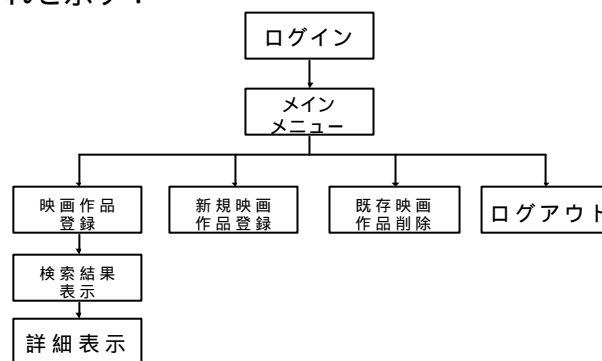 ログイン
メイン
メニュー
映画作品
登録
新規映画
作品登録
既存映画
作品削除
ログアウト
検索結果
表示
詳細表示